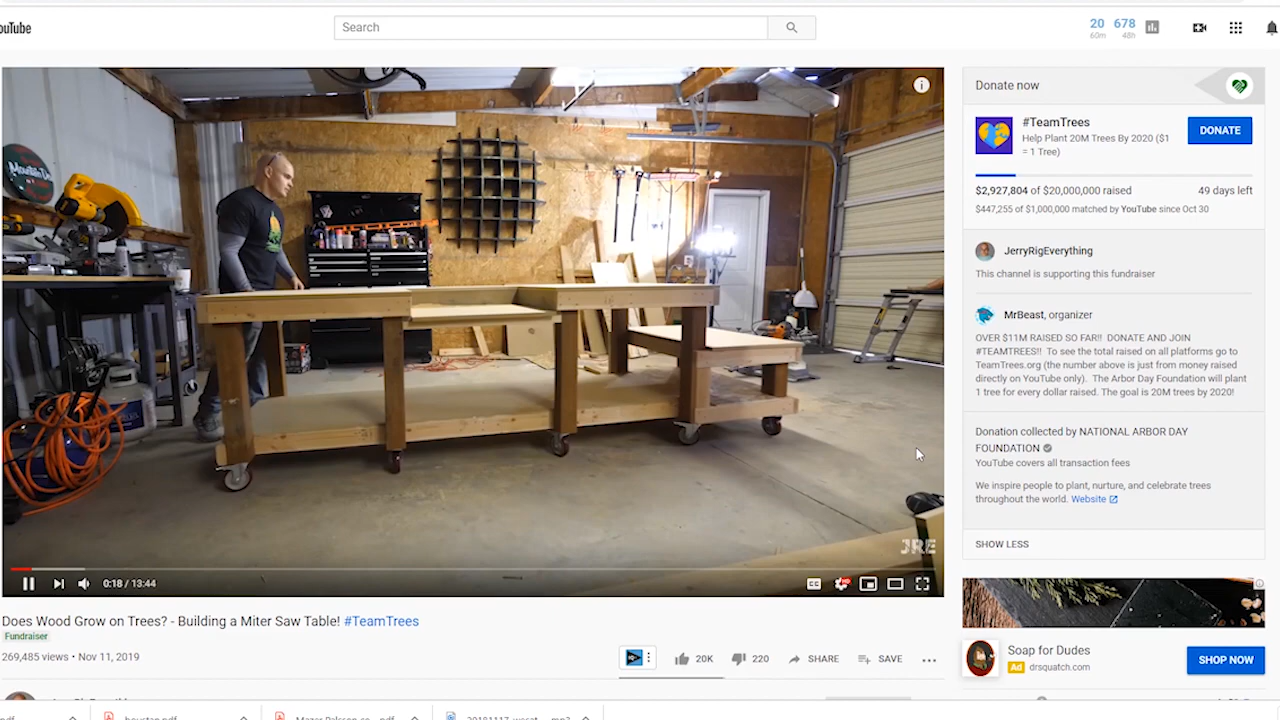 ouTube
Search
20 678
60m 48h
Donate now
#TeamTrees
Help Plant 20M Trees By 2020 ($1
= 1 Tree)
DONATE
$2,927,804 of $20,000,000 raised 49 days left
$447,255 of $1,000,000 matched by YouTube since Oct 30
JerryRigEverything
This channel is supporting this fundraiser
MrBeast, organizer
OVER $11M RAISED SO FAR!! DONATE AND JOIN
#TEAMTREES!! To see the total raised on all platforms go to
TeamTrees.org (the number above is just from money raised
directly on YouTube only). The Arbor Day Foundation will plant
1 tree for every dollar raised. The goal is 20M trees by 2020!
Donation collected by NATIONAL ARBOR DAY
FOUNDATION
YouTube covers all transaction fees
We inspire people to plant, nurture, and celebrate trees
throughout the world. Website
SHOW LESS
JRE
0:18 / 13:44
CC
HD
Does Wood Grow on Trees? - Building a Miter Saw Table! #TeamTrees
Fundraiser
269,485 views • Nov 11, 2019
20K 220 SHARE SAVE
Soap for Dudes
Ad drsquatch.com
SHOP NOW